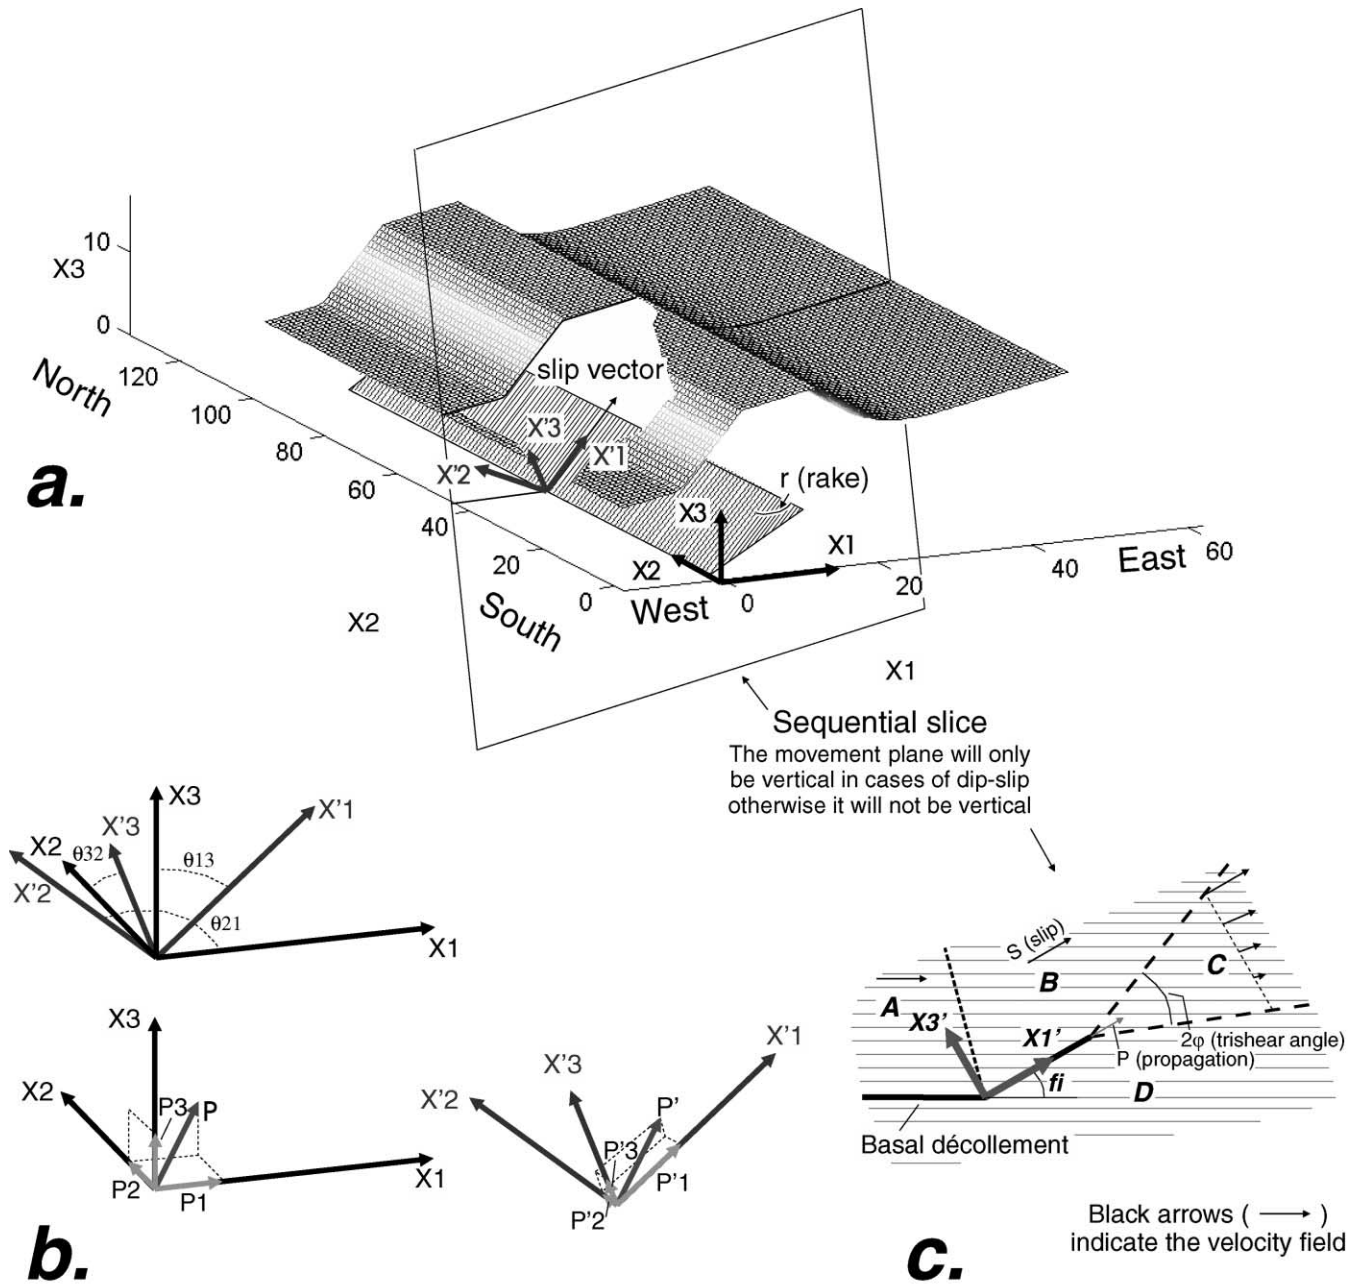 10
X3
0
North
120
100
80
60
40
20
0
South
X2
a.
slip vector
X'3
X'1
X'2
r (rake)
X3
X2
X1
West
0
20
40
60
East
X1
Sequential slice
The movement plane will only
be vertical in cases of dip-slip
otherwise it will not be vertical
X3
X'1
X'3
X2
θ32
θ13
X'2
θ21
X1
X3
X2
P3
P
P2
P1
X1
X'1
X'3
X'2
P'
P'3
P'1
P'2
b.
S (slip)
A
B
C
X3'
X1'
2φ (trishear angle)
P (propagation)
fi
D
Basal décollement
Black arrows ( )
indicate the velocity field
c.